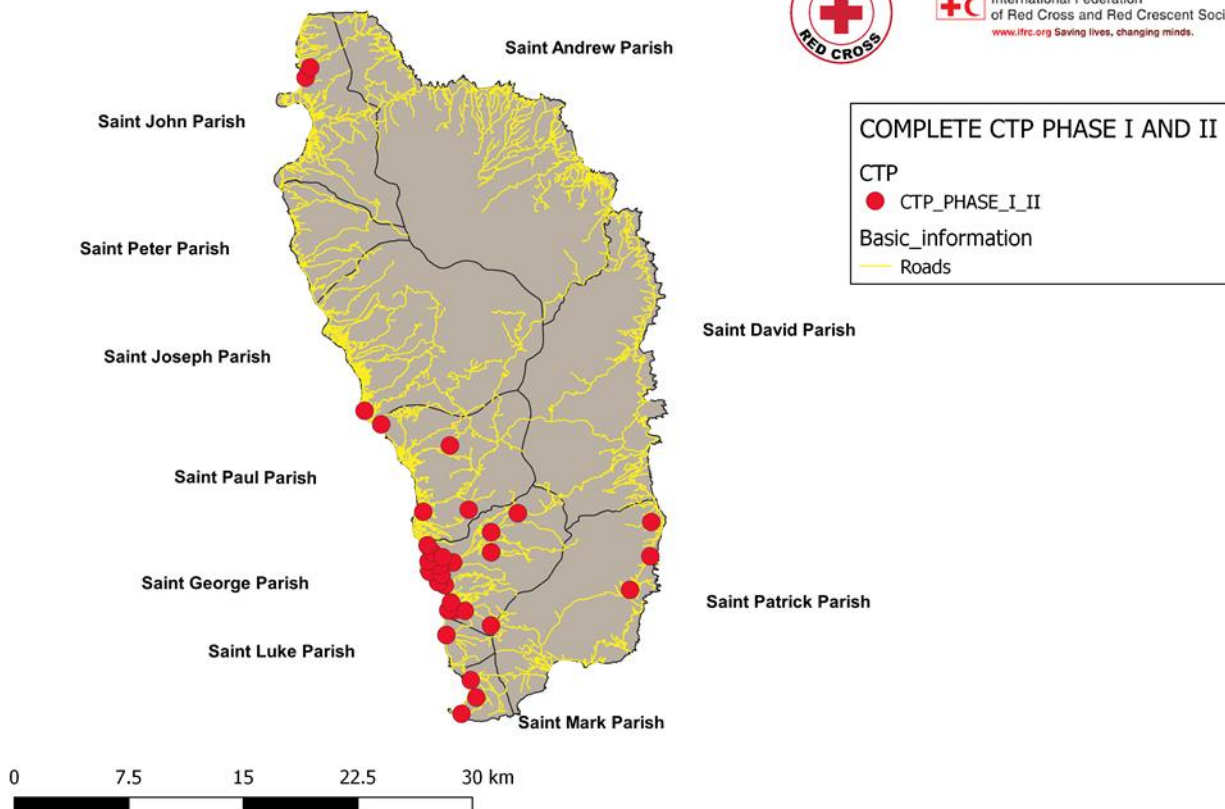 International Federation
of Red Cross and Red Crescent Soci
www.ifrc.org Saving lives, changing minds.
RED CROSS
Saint Andrew Parish
Saint John Parish
COMPLETE CTP PHASE I AND II
CTP
CTP_PHASE_I_II
Basic_information
Roads
Saint Peter Parish
Saint David Parish
Saint Joseph Parish
Saint Paul Parish
Saint George Parish
Saint Patrick Parish
Saint Luke Parish
Saint Mark Parish
0 7.5 15 22.5 30 km